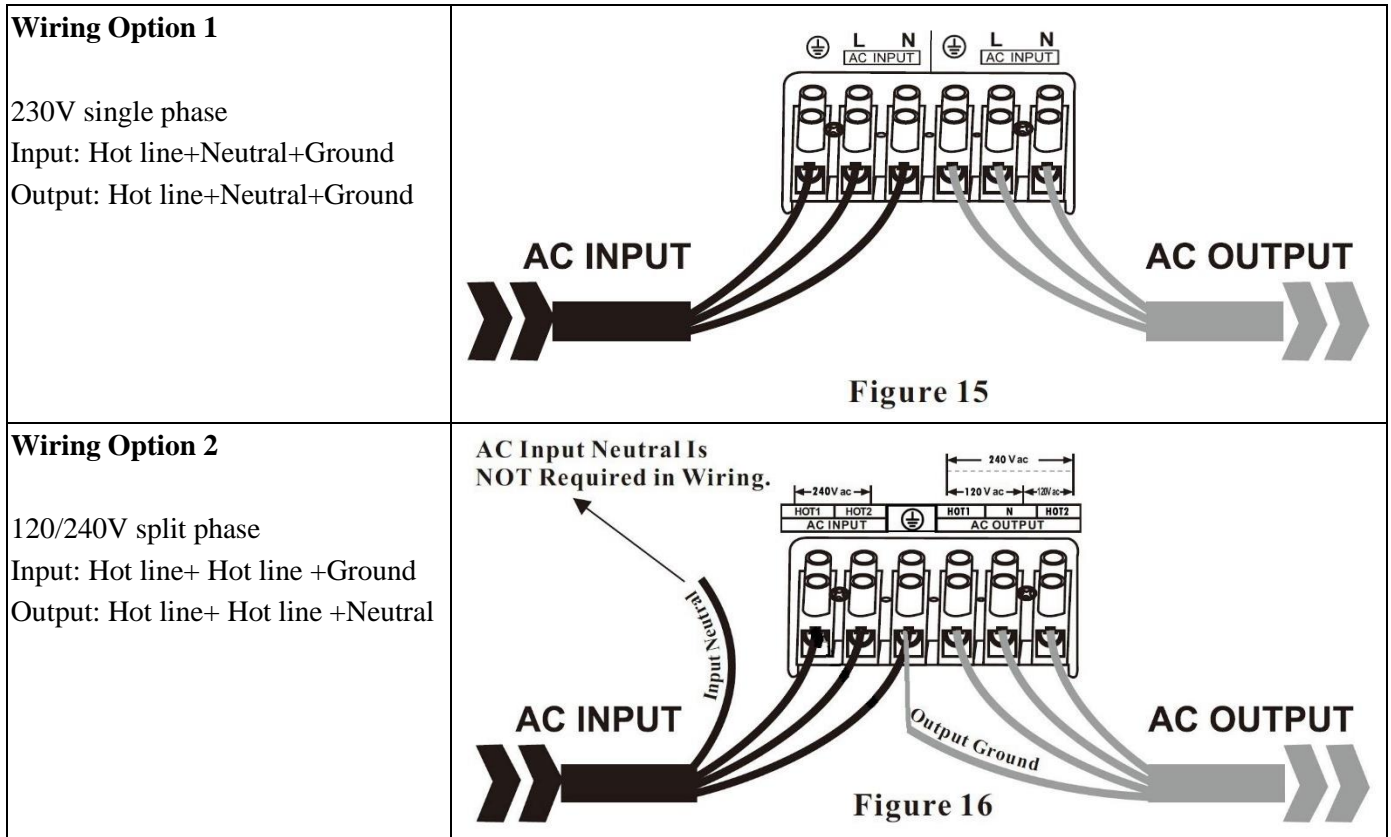 Wiring Option 1
230V single phase
Input: Hot line+Neutral+Ground
Output: Hot line+Neutral+Ground
L N L N
AC INPUT AC INPUT
AC INPUT
AC OUTPUT
Figure 15
Wiring Option 2
120/240V split phase
Input: Hot line+ Hot line +Ground
Output: Hot line+ Hot line +Neutral
AC Input Neutral Is
NOT Required in Wiring.
240 Vac
240V ac 120 V ac 120V ac
HOT1 HOT2 HOT1 N HOT2
AC INPUT AC OUTPUT
Input Neutral
AC INPUT
Output Ground
AC OUTPUT
Figure 16